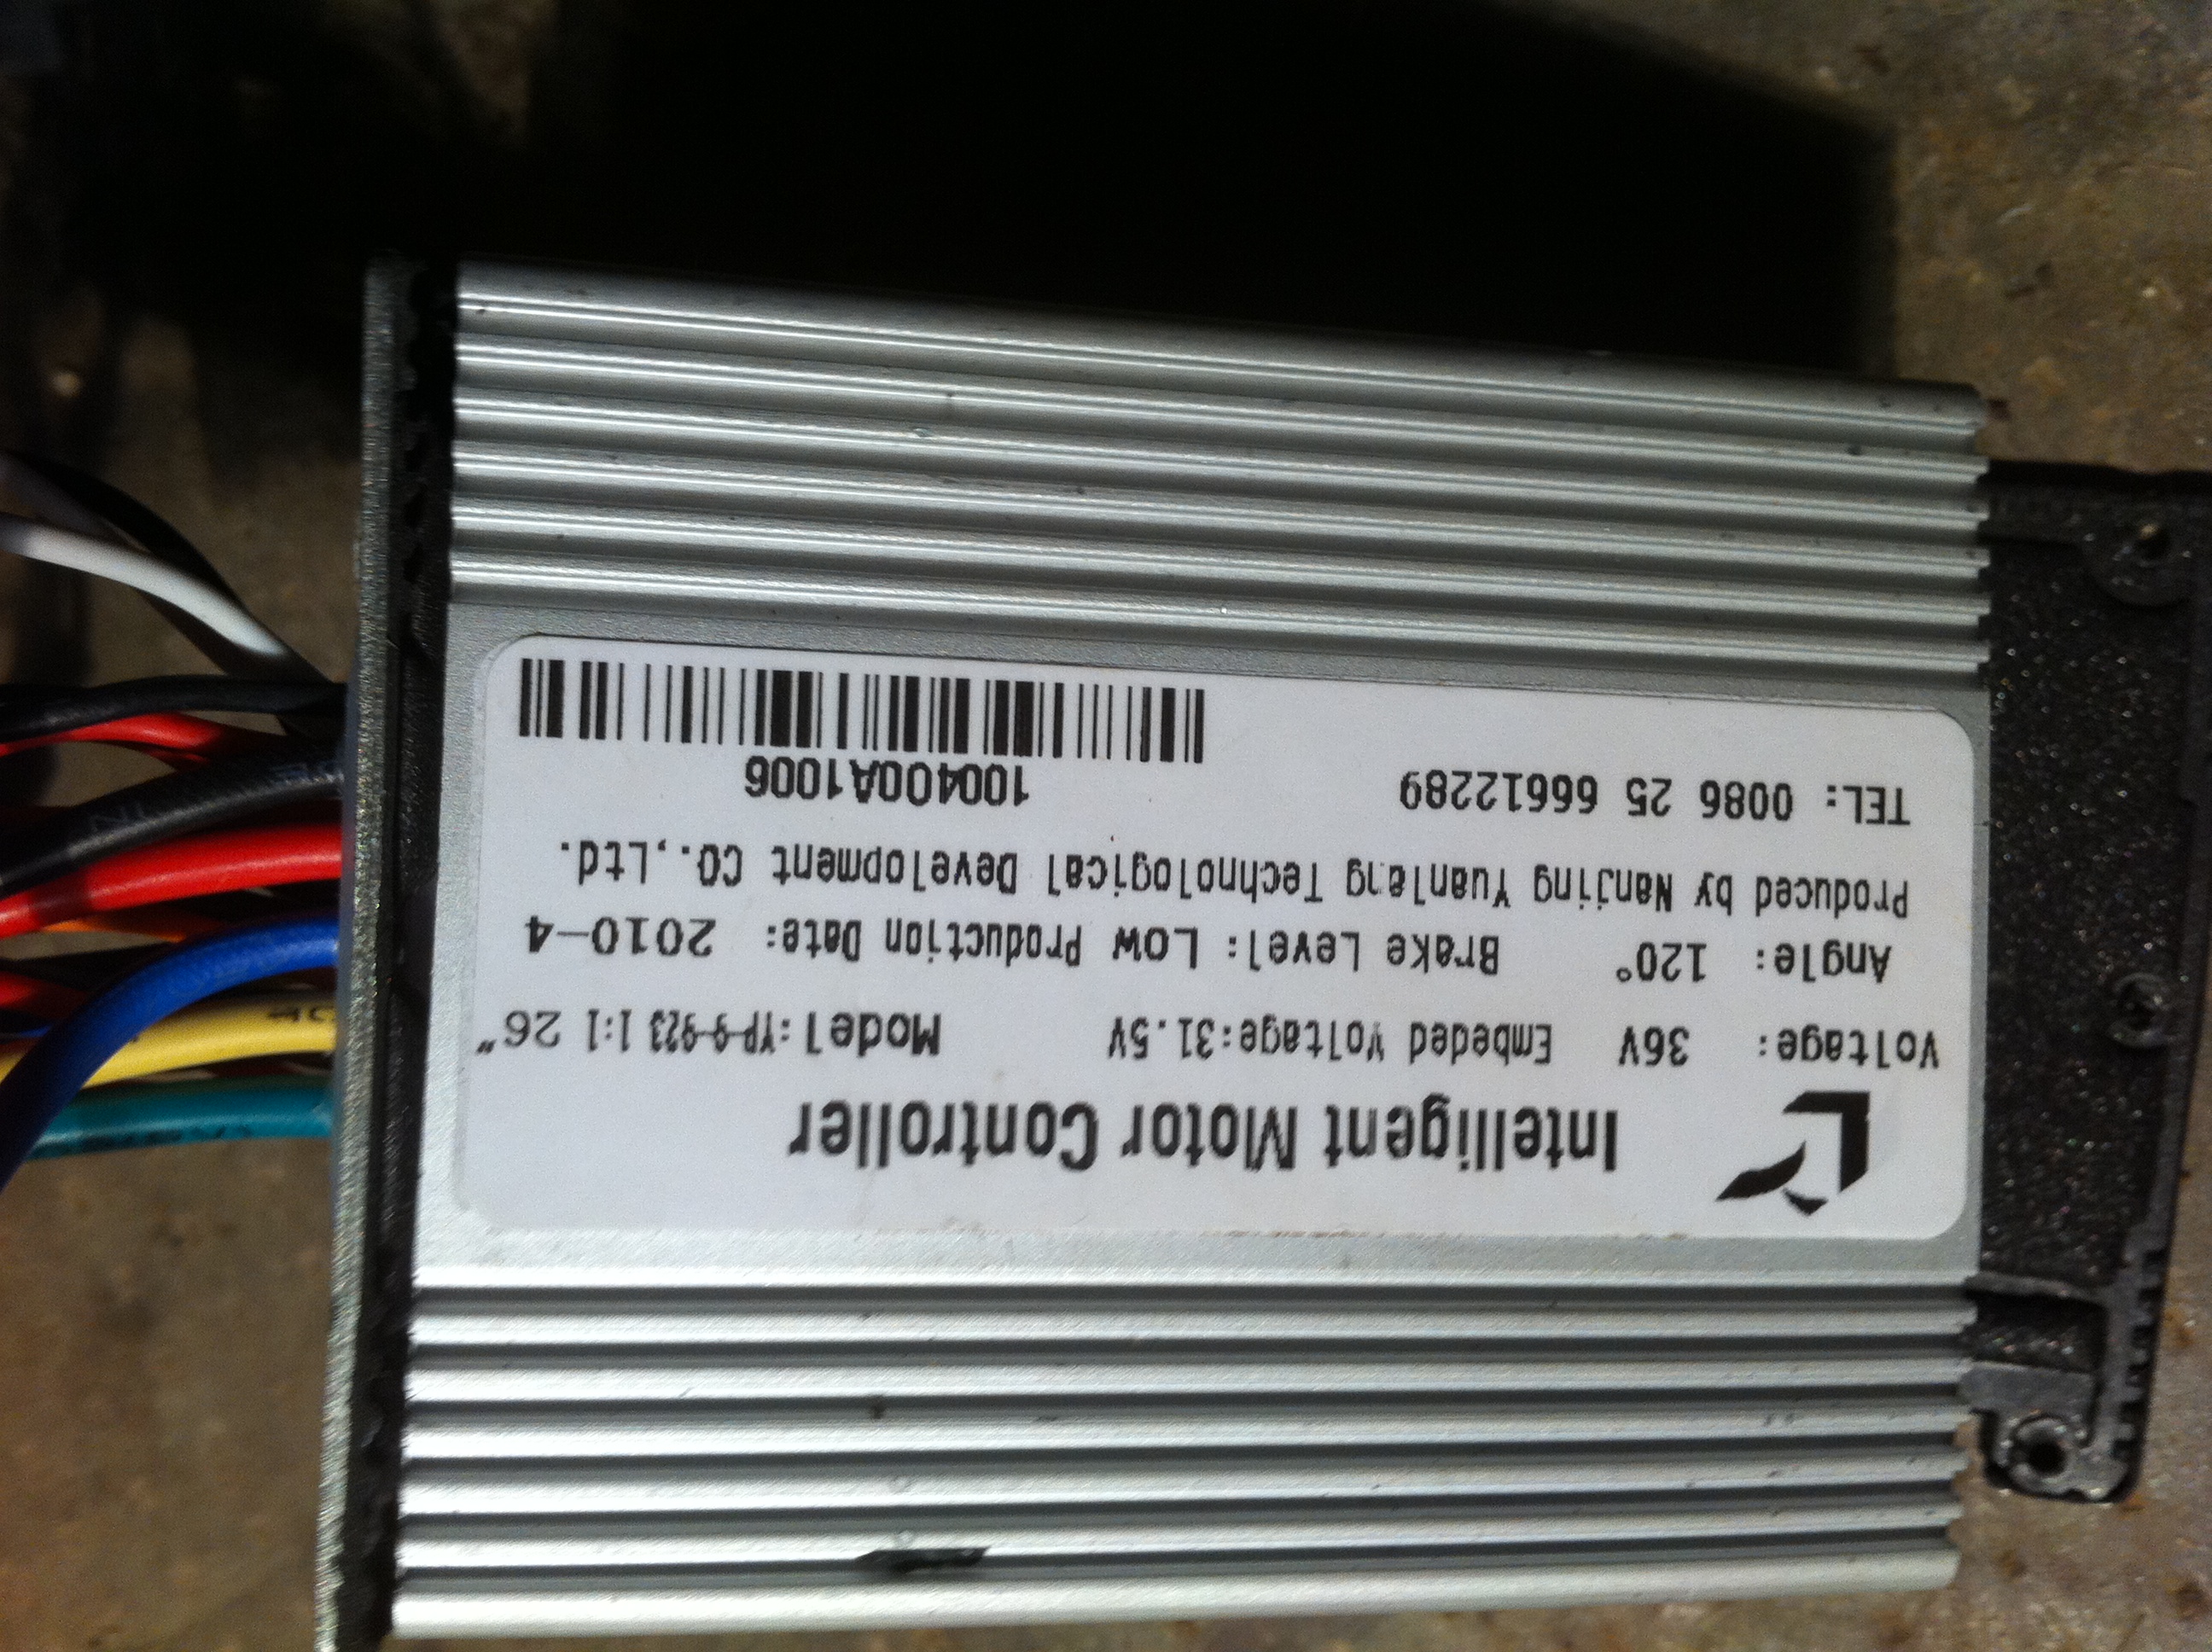 Intelligent Motor Controller
Voltage: 36V Embeded Voltage:31.5V Model:YP-9-923 1:1 26"
Angle: 120° Brake Level: LOW Production Date: 2010-4
Produced by Nanjing Yuanlang Technological Development CO.,Ltd.
TEL: 0086 25 66612289 100400A1006